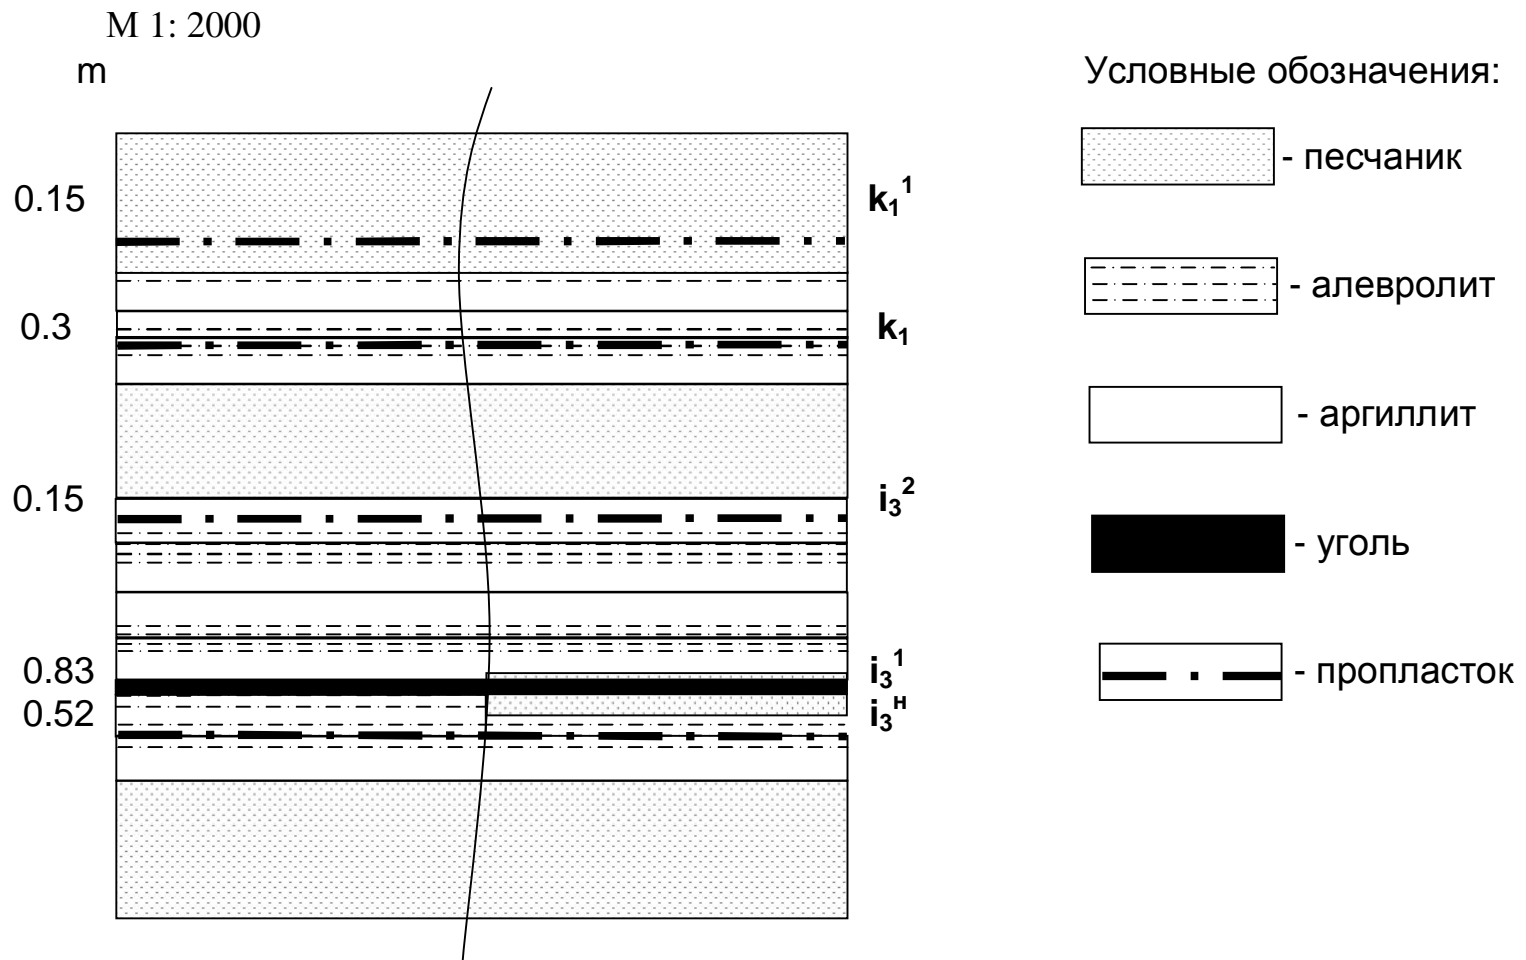 М 1: 2000
m
0.15
0.3
0.15
0.83
0.52
k₁¹
k₁
i₃²
i₃¹
i₃ᴴ
Условные обозначения:
- песчаник
- алевролит
- аргиллит
- уголь
- пропласток